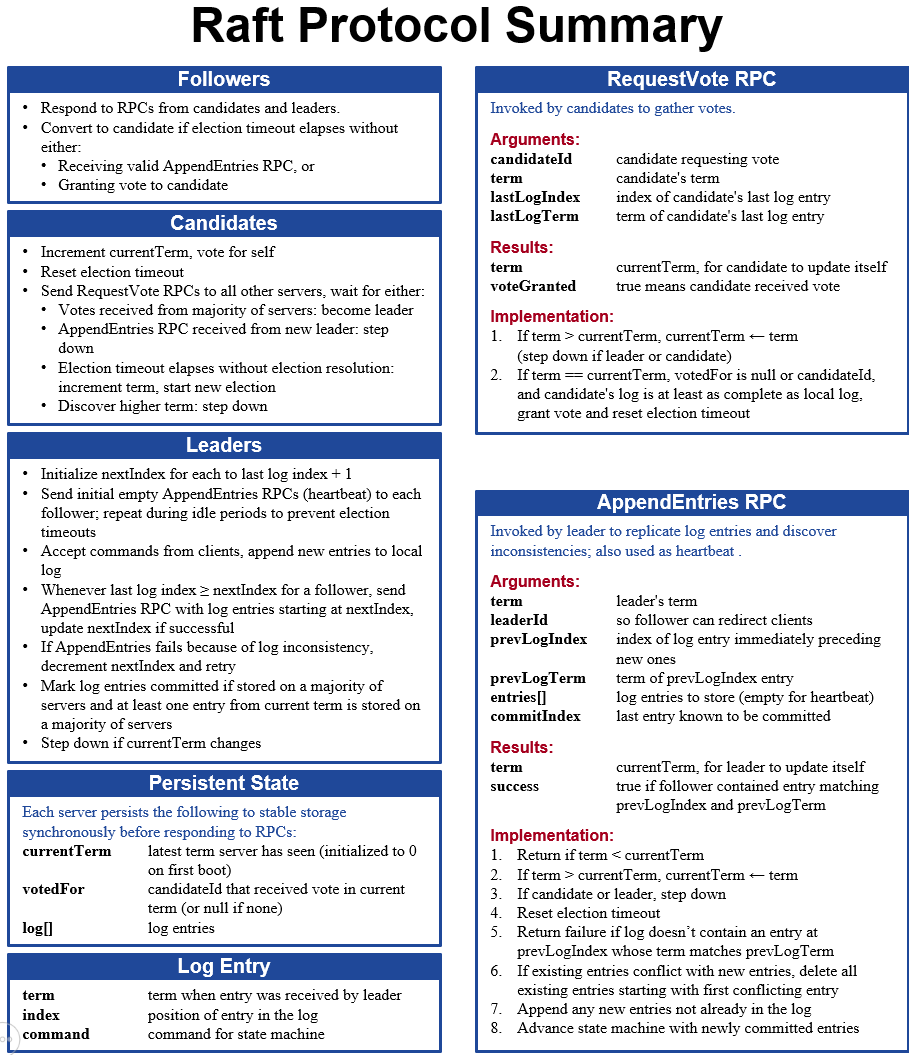 Raft Protocol Summary
Followers
• Respond to RPCs from candidates and leaders.
• Convert to candidate if election timeout elapses without
either:
• Receiving valid AppendEntries RPC, or
• Granting vote to candidate
Candidates
• Increment currentTerm, vote for self
• Reset election timeout
• Send RequestVote RPCs to all other servers, wait for either:
• Votes received from majority of servers: become leader
• AppendEntries RPC received from new leader: step
down
• Election timeout elapses without election resolution:
increment term, start new election
• Discover higher term: step down
Leaders
• Initialize nextIndex for each to last log index + 1
• Send initial empty AppendEntries RPCs (heartbeat) to each
follower; repeat during idle periods to prevent election
timeouts
• Accept commands from clients, append new entries to local
log
• Whenever last log index ≥ nextIndex for a follower, send
AppendEntries RPC with log entries starting at nextIndex,
update nextIndex if successful
• If AppendEntries fails because of log inconsistency,
decrement nextIndex and retry
• Mark log entries committed if stored on a majority of
servers and at least one entry from current term is stored on
a majority of servers
• Step down if currentTerm changes
Persistent State
Each server persists the following to stable storage
synchronously before responding to RPCs:
currentTerm latest term server has seen (initialized to 0
on first boot)
votedFor candidateId that received vote in current
term (or null if none)
log[] log entries
Log Entry
term term when entry was received by leader
index position of entry in the log
command command for state machine
RequestVote RPC
Invoked by candidates to gather votes.
Arguments:
candidateId candidate requesting vote
term candidate's term
lastLogIndex index of candidate's last log entry
lastLogTerm term of candidate's last log entry
Results:
term currentTerm, for candidate to update itself
voteGranted true means candidate received vote
Implementation:
1. If term > currentTerm, currentTerm ← term
(step down if leader or candidate)
2. If term == currentTerm, votedFor is null or candidateId,
and candidate's log is at least as complete as local log,
grant vote and reset election timeout
AppendEntries RPC
Invoked by leader to replicate log entries and discover
inconsistencies; also used as heartbeat .
Arguments:
term leader's term
leaderId so follower can redirect clients
prevLogIndex index of log entry immediately preceding
new ones
prevLogTerm term of prevLogIndex entry
entries[] log entries to store (empty for heartbeat)
commitIndex last entry known to be committed
Results:
term currentTerm, for leader to update itself
success true if follower contained entry matching
prevLogIndex and prevLogTerm
Implementation:
1. Return if term < currentTerm
2. If term > currentTerm, currentTerm ← term
3. If candidate or leader, step down
4. Reset election timeout
5. Return failure if log doesn’t contain an entry at
prevLogIndex whose term matches prevLogTerm
6. If existing entries conflict with new entries, delete all
existing entries starting with first conflicting entry
7. Append any new entries not already in the log
8. Advance state machine with newly committed entries